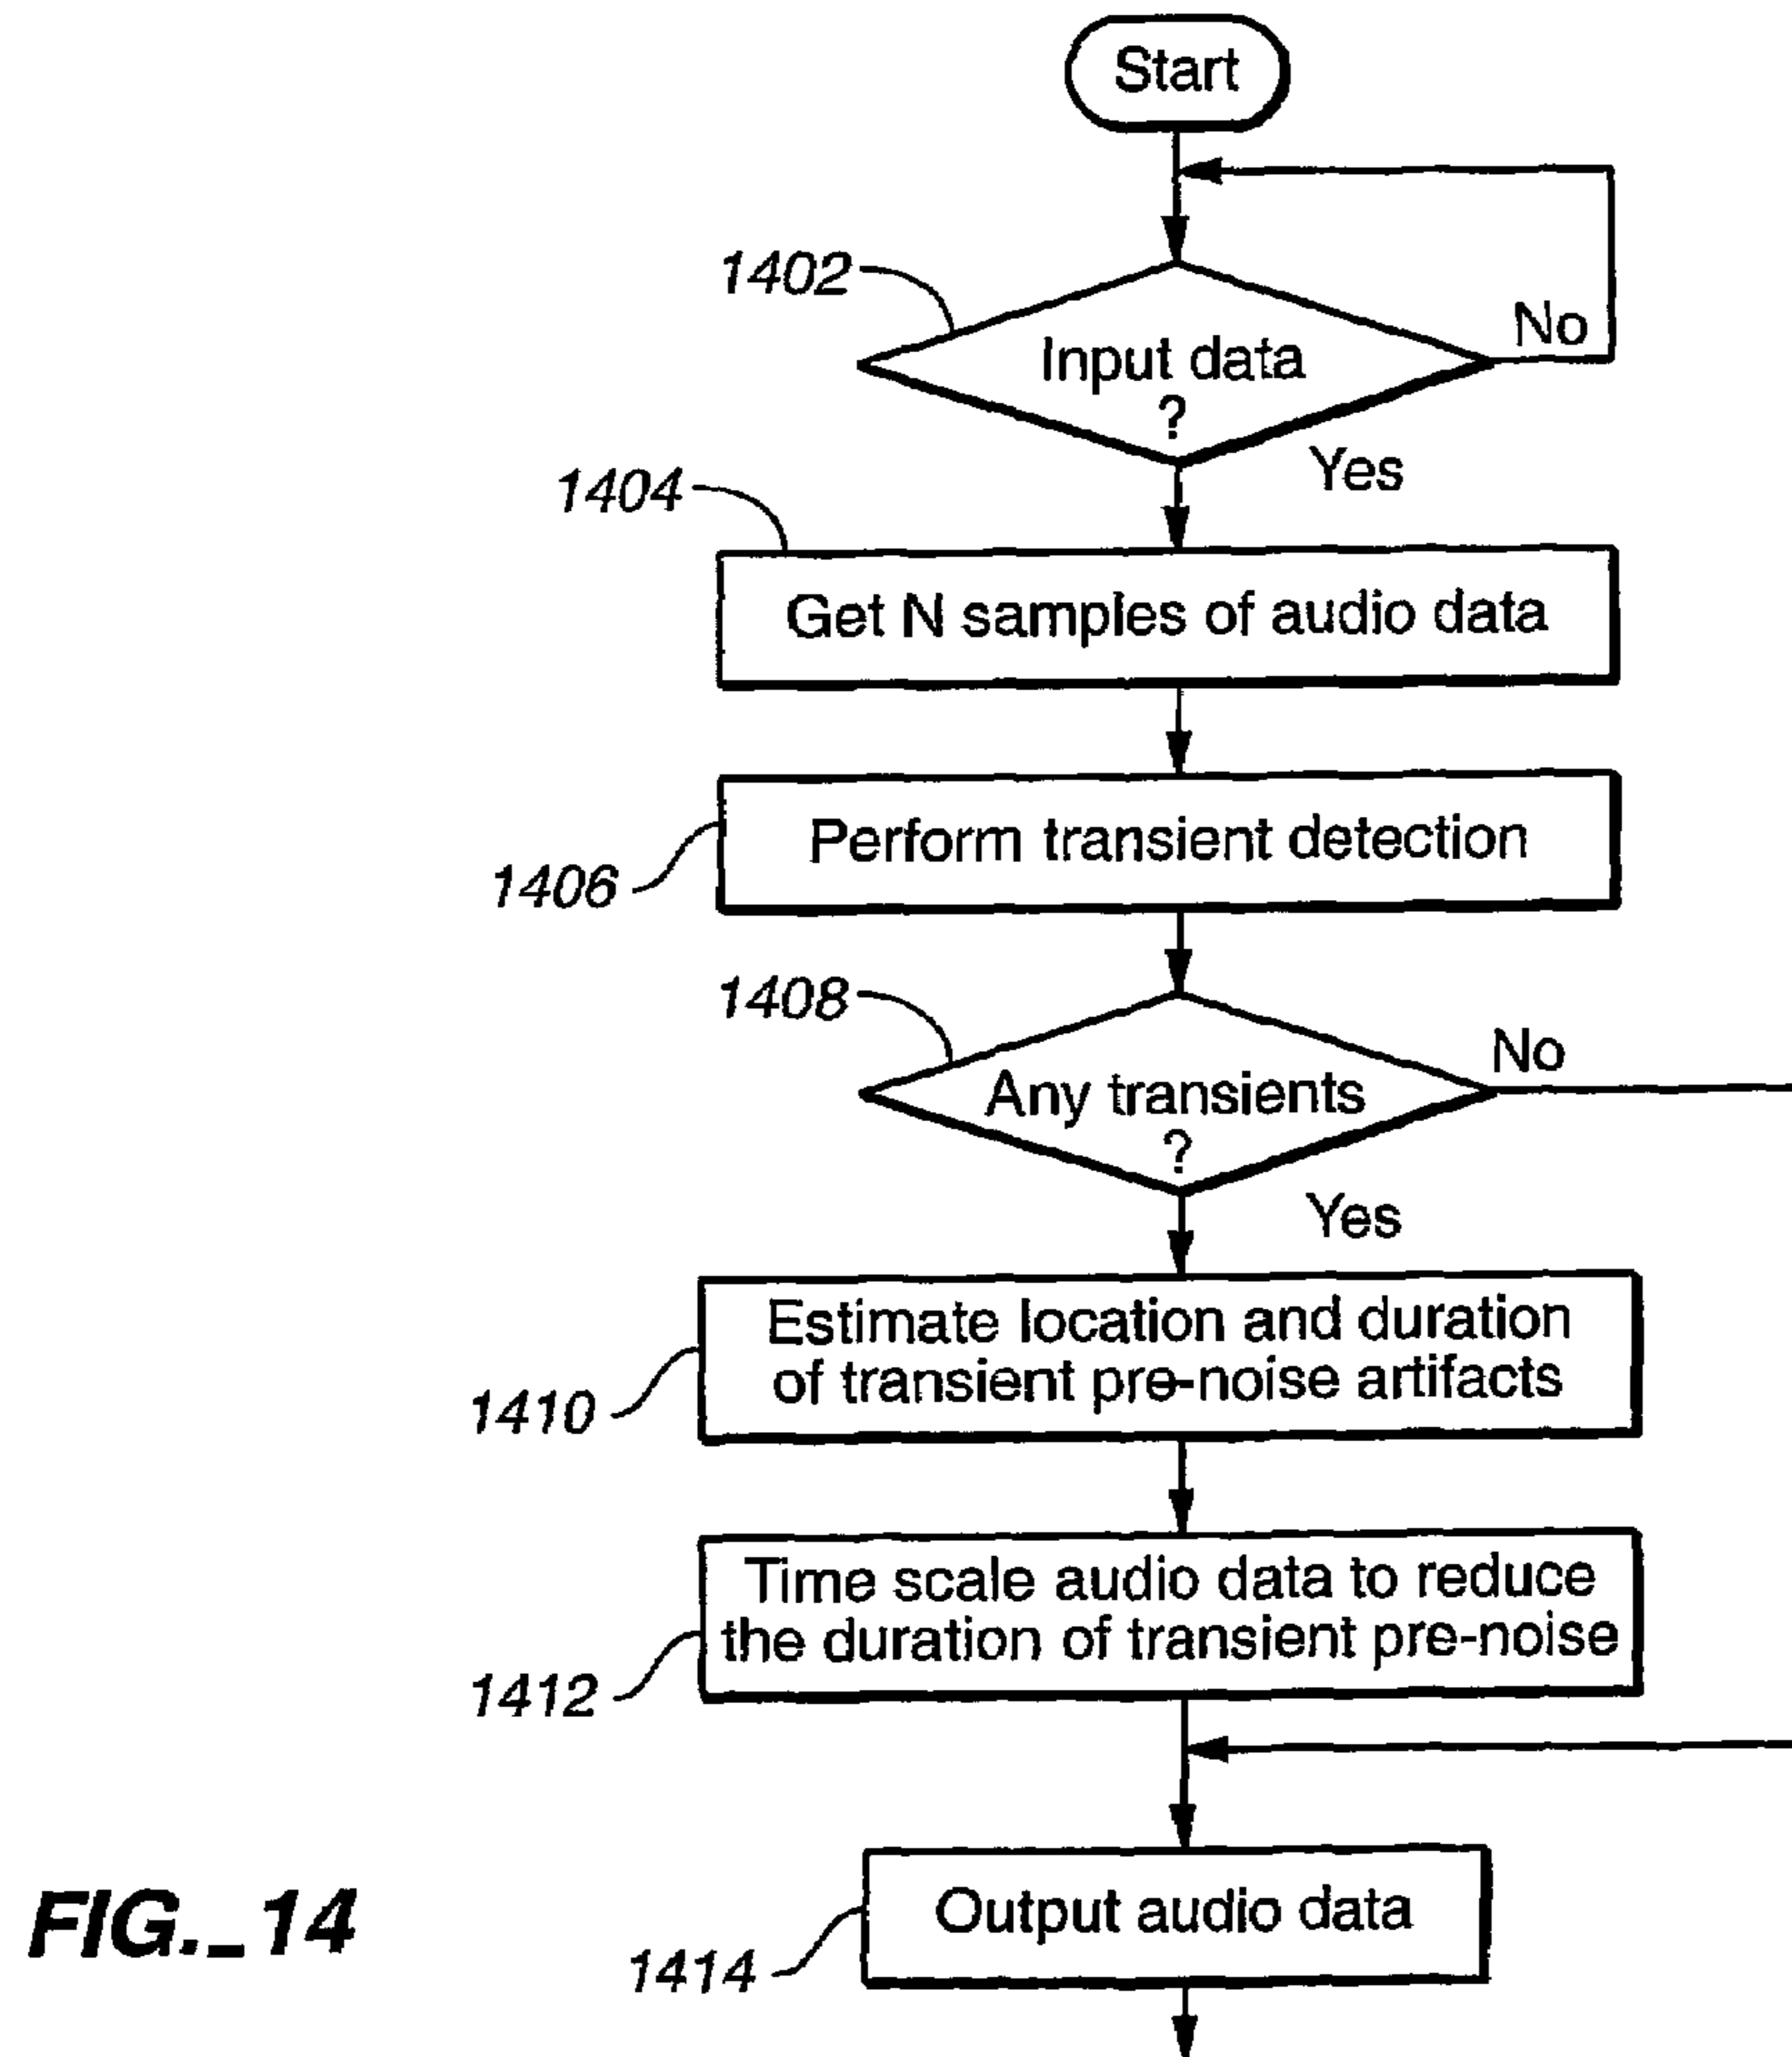 Start
1402
Input data
?
No
Yes
1404
Get N samples of audio data
Perform transient detection
1406
1408
Any transients
?
No
Yes
Estimate location and duration
of transient pre-noise artifacts
1410
Time scale audio data to reduce
the duration of transient pre-noise
1412
Output audio data
1414
FIG._14